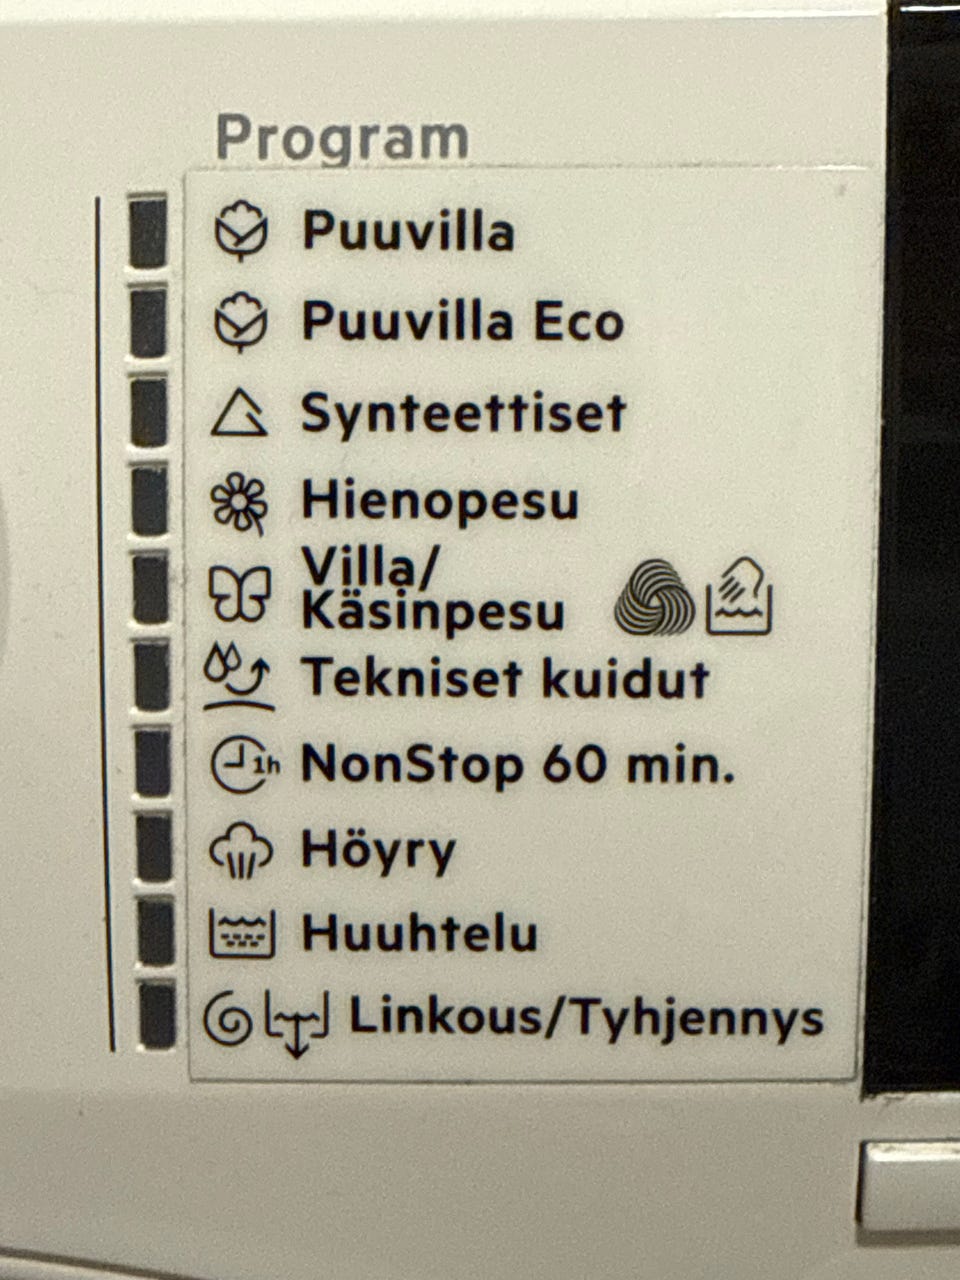 Program
Puuvilla
Puuvilla Eco
Synteettiset
Hienopesu
Villa/
Käsinpesu
Tekniset kuidut
1h NonStop 60 min.
Höyry
Huuhtelu
Linkous/Tyhjennys